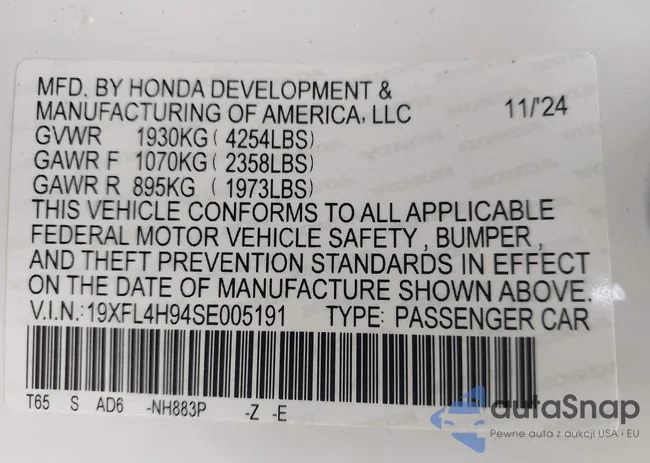 MFD. BY HONDA DEVELOPMENT &
MANUFACTURING OF AMERICA, LLC 11/'24
GVWR 1930KG ( 4254LBS)
GAWR F 1070KG ( 2358LBS)
GAWR R 895KG ( 1973LBS)
THIS VEHICLE CONFORMS TO ALL APPLICABLE
FEDERAL MOTOR VEHICLE SAFETY , BUMPER ,
AND THEFT PREVENTION STANDARDS IN EFFECT
ON THE DATE OF MANUFACTURE SHOWN ABOVE.
V.I.N.:19XFL4H94SE005191 TYPE: PASSENGER CAR
T65 S AD6 -NH883P -Z -E
autaSnap
Pewne auta z aukcji USA i EU